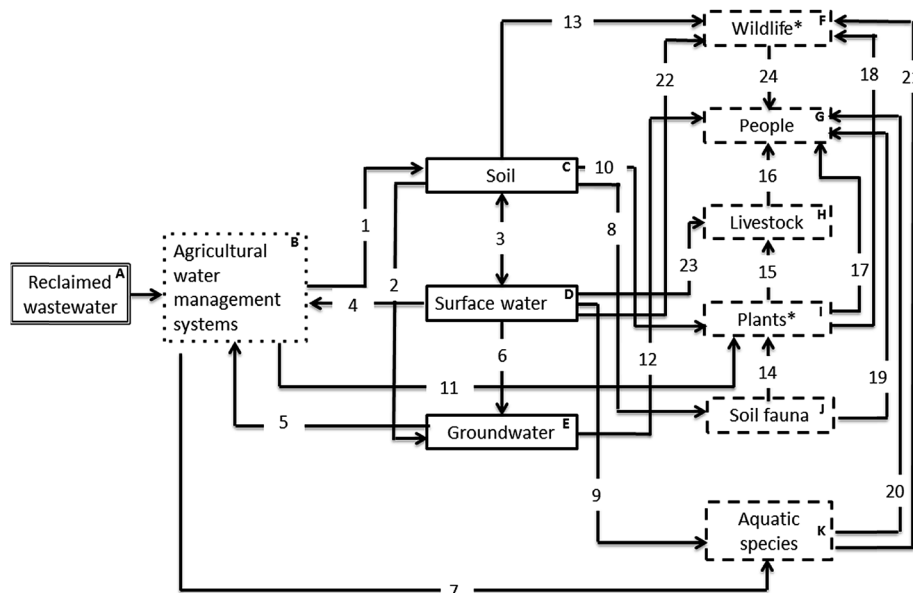 13
Wildlife* F
22
24
18
21
People G
Soil C
10
16
1
8
Livestock H
3
23
15
17
Agricultural B
water
management
systems
Reclaimed A
wastewater
2
4
Surface water D
Plants* I
6
12
14
11
19
5
Groundwater E
Soil fauna J
9
20
Aquatic
species K
7